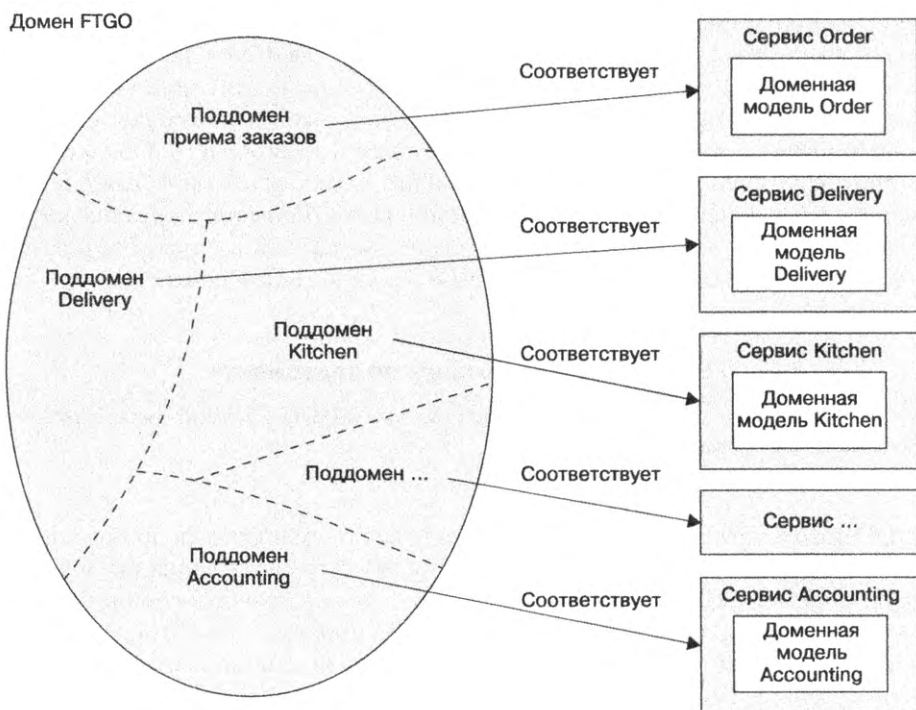 Домен FTGO
Поддомен
приема заказов
Соответствует
Сервис Order
Доменная
модель Order
Поддомен
Delivery
Соответствует
Сервис Delivery
Доменная
модель
Delivery
Поддомен
Kitchen
Соответствует
Сервис Kitchen
Доменная
модель Kitchen
Поддомен ...
Соответствует
Сервис ...
Поддомен
Accounting
Соответствует
Сервис Accounting
Доменная
модель
Accounting